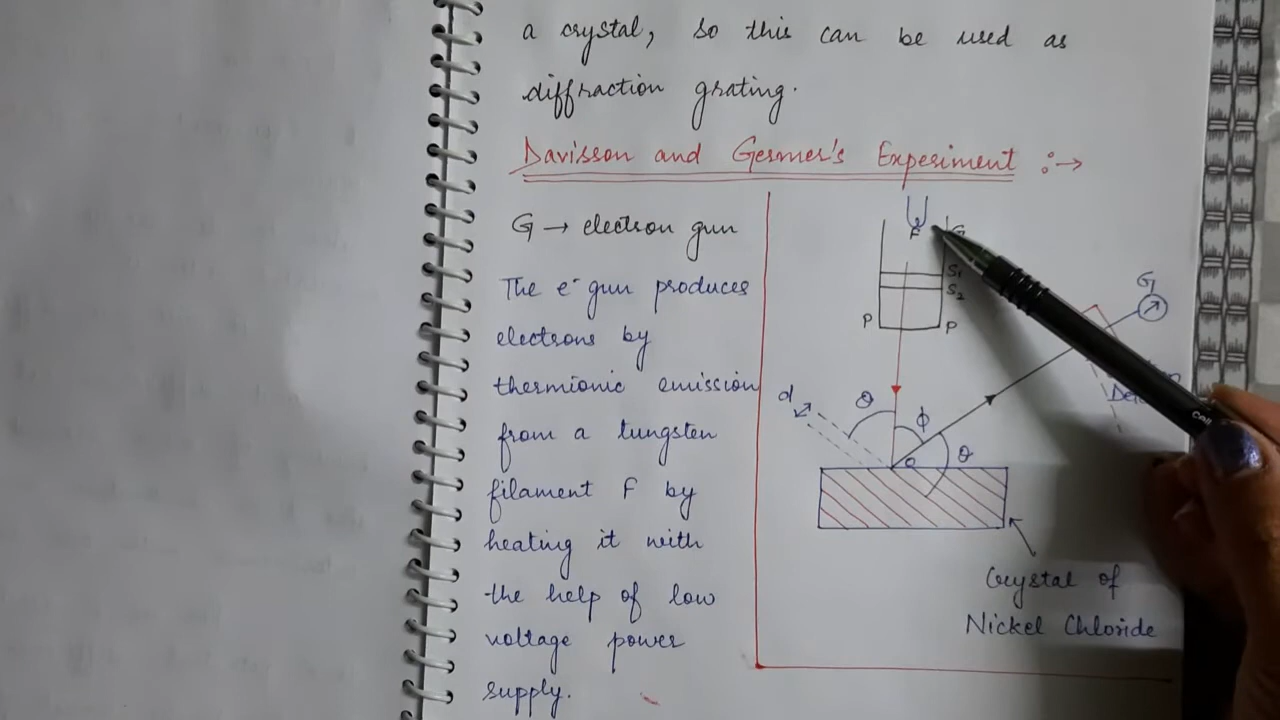 a crystal, so this can be used as
diffraction grating.
Davisson and Germer's Experiment :→
G → electron gun
The e⁻ gun produces
electrons by
thermionic emission
from a tungsten
filament F by
heating it with
the help of low
voltage power
supply.
F G
S₁
S₂
P P
G
d θ ϕ θ
O
Crystal of
Nickel Chloride